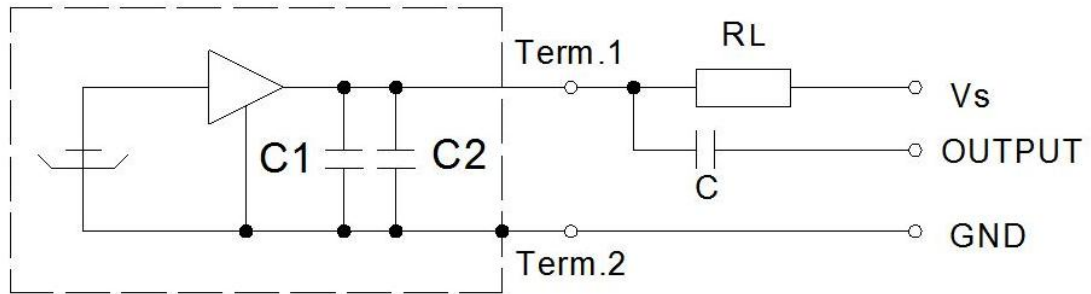 RL
Term.1
Vs
C1
C2
OUTPUT
C
GND
Term.2